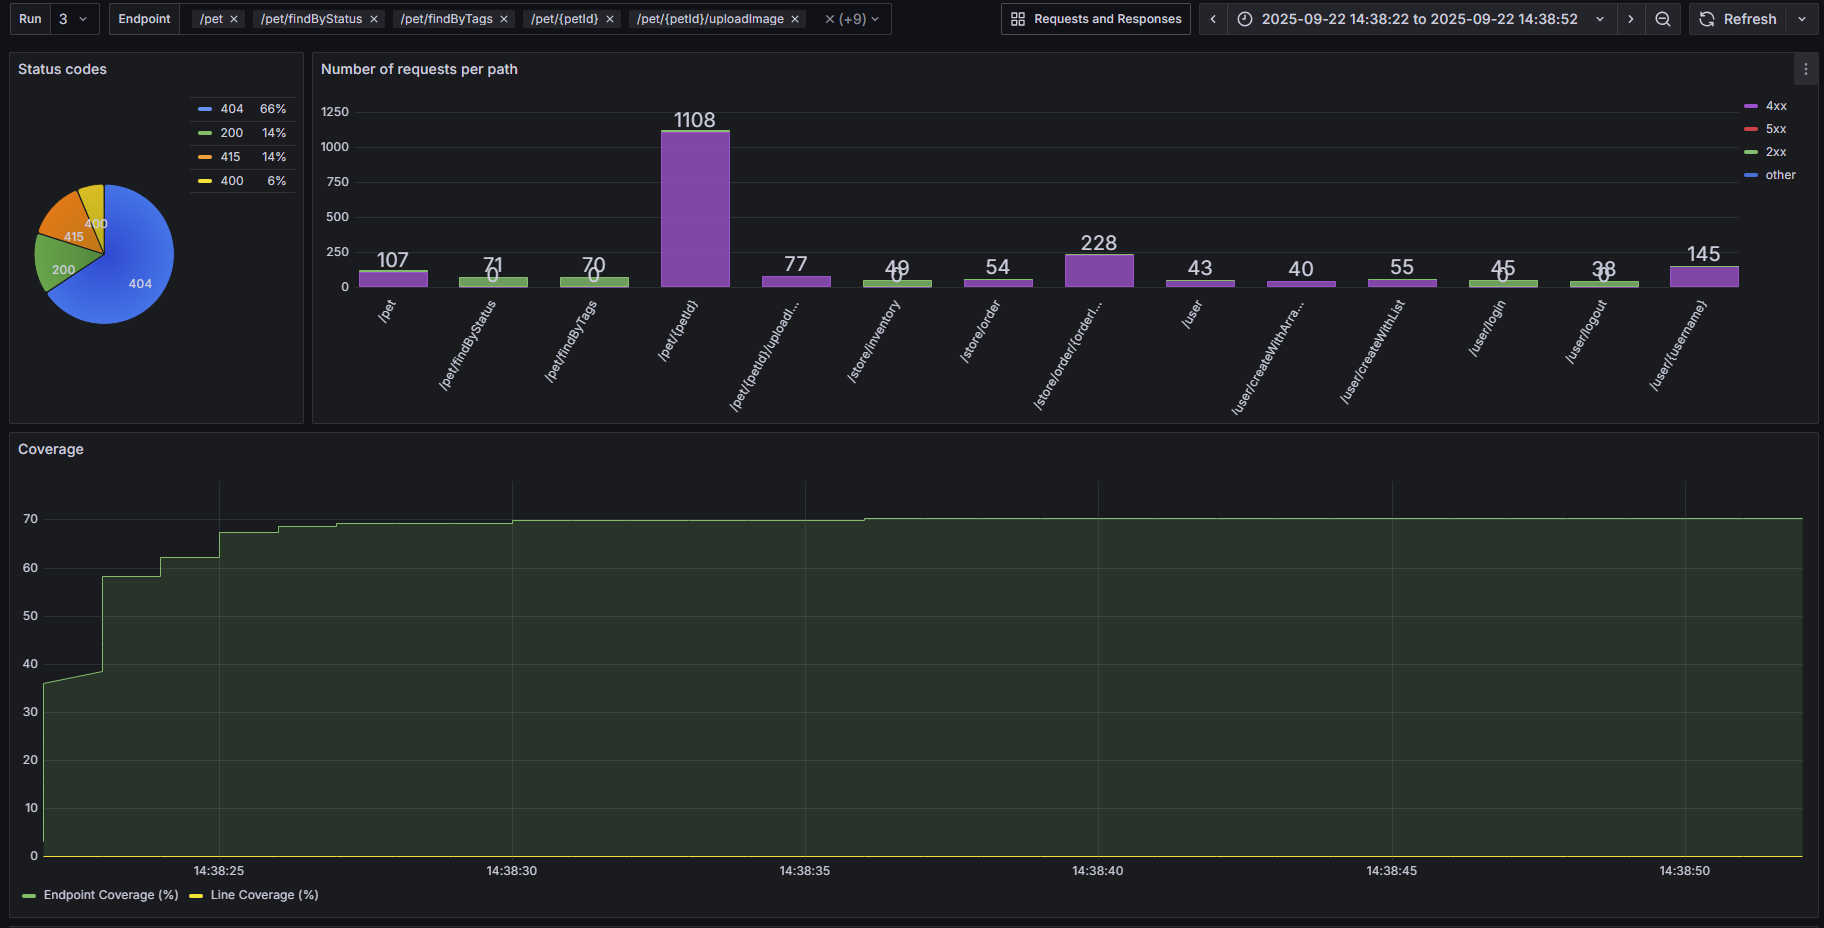 Run 3 Endpoint /pet /pet/findByStatus /pet/findByTags /pet/{petId} /pet/{petId}/uploadImage (+9) Requests and Responses 2025-09-22 14:38:22 to 2025-09-22 14:38:52 Refresh
Status codes
404 66%
200 14%
415 14%
400 6%
400
415
200
404
Number of requests per path
1250
1000
750
500
250
0
107 71 0 70 0 1108 77 49 0 54 228 43 40 55 45 0 38 0 145
/pet
/pet/findByStatus
/pet/findByTags
/pet/{petId}
/pet/{petId}/uploadI...
/store/inventory
/store/order
/store/order/{orderI...
/user
/user/createWithArra...
/user/createWithList
/user/login
/user/logout
/user/{username}
4xx
5xx
2xx
other
Coverage
70
60
50
40
30
20
10
0
14:38:25 14:38:30 14:38:35 14:38:40 14:38:45 14:38:50
Endpoint Coverage (%) Line Coverage (%)